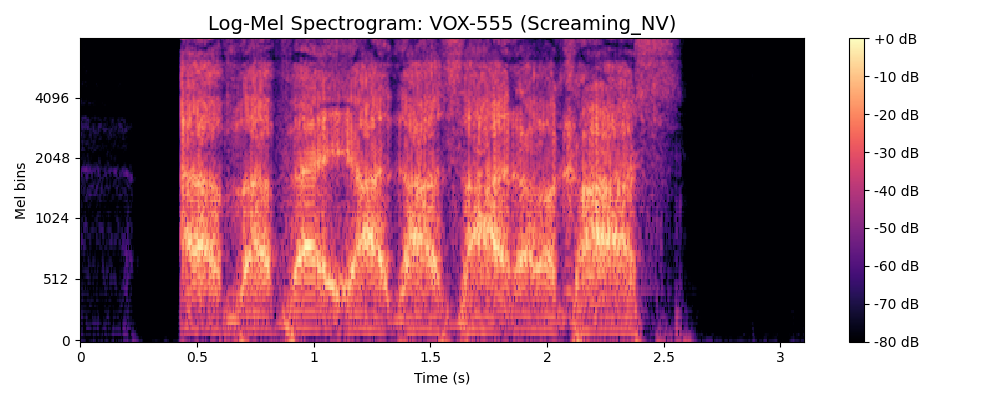 Log-Mel Spectrogram: VOX-555 (Screaming_NV)
+0 dB
-10 dB
-20 dB
-30 dB
-40 dB
-50 dB
-60 dB
-70 dB
-80 dB
Mel bins
4096
2048
1024
512
0
0
0.5
1
1.5
2
2.5
3
Time (s)